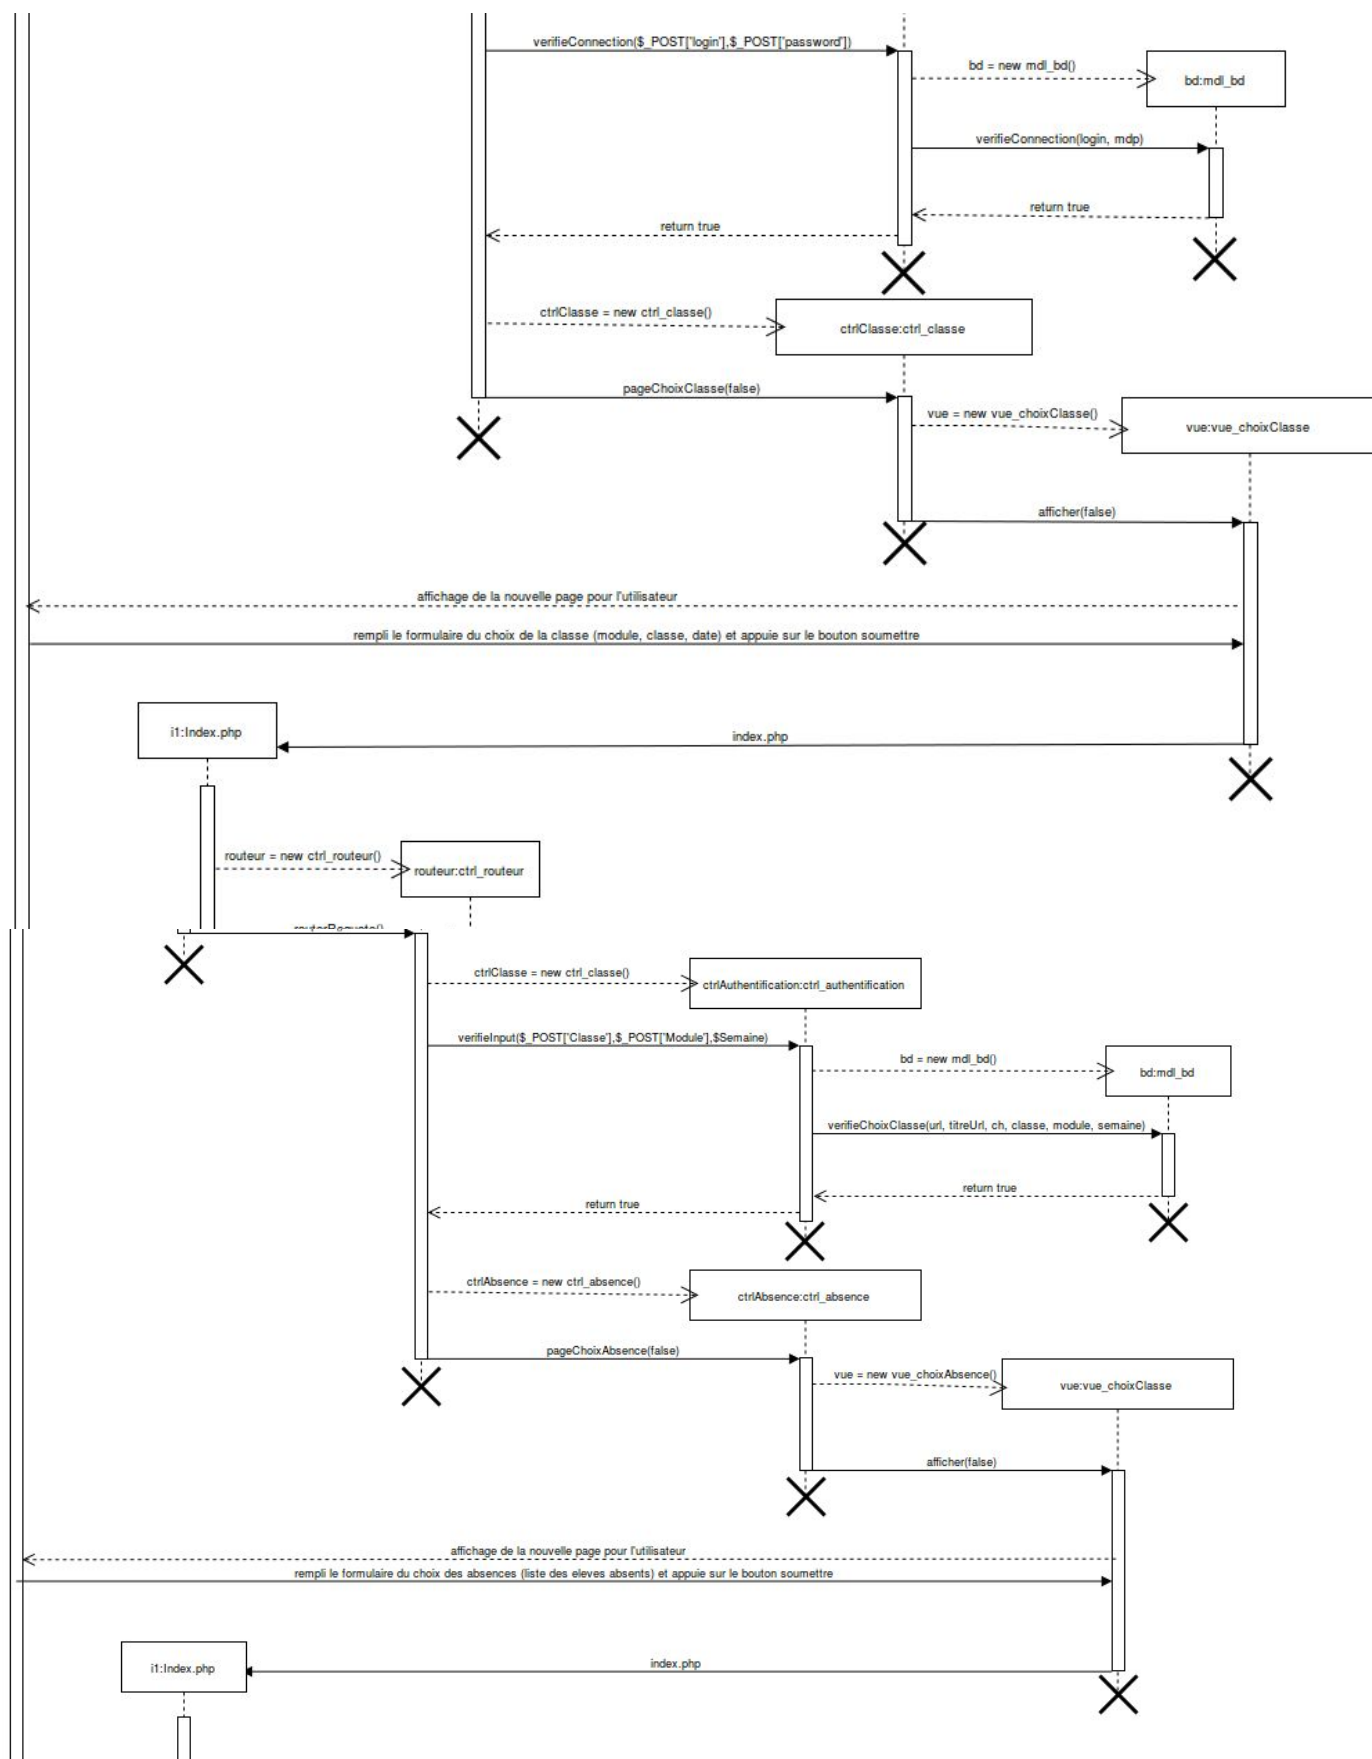 verifieConnection($_POST['login'],$_POST['password'])
bd = new mdl_bd()
bd:mdl_bd
verifieConnection(login, mdp)
return true
return true
ctrlClasse = new ctrl_classe()
ctrlClasse:ctrl_classe
pageChoixClasse(false)
vue = new vue_choixClasse()
vue:vue_choixClasse
afficher(false)
affichage de la nouvelle page pour l'utilisateur
rempli le formulaire du choix de la classe (module, classe, date) et appuie sur le bouton soumettre
i1:Index.php
index.php
routeur = new ctrl_routeur()
routeur:ctrl_routeur
ctrlClasse = new ctrl_classe()
ctrlAuthentification:ctrl_authentification
verifieInput($_POST['Classe'],$_POST['Module'],$Semaine)
bd = new mdl_bd()
bd:mdl_bd
verifieChoixClasse(url, titreUrl, ch, classe, module, semaine)
return true
return true
ctrlAbsence = new ctrl_absence()
ctrlAbsence:ctrl_absence
pageChoixAbsence(false)
vue = new vue_choixAbsence()
vue:vue_choixClasse
afficher(false)
affichage de la nouvelle page pour l'utilisateur
rempli le formulaire du choix des absences (liste des eleves absents) et appuie sur le bouton soumettre
index.php
i1:Index.php